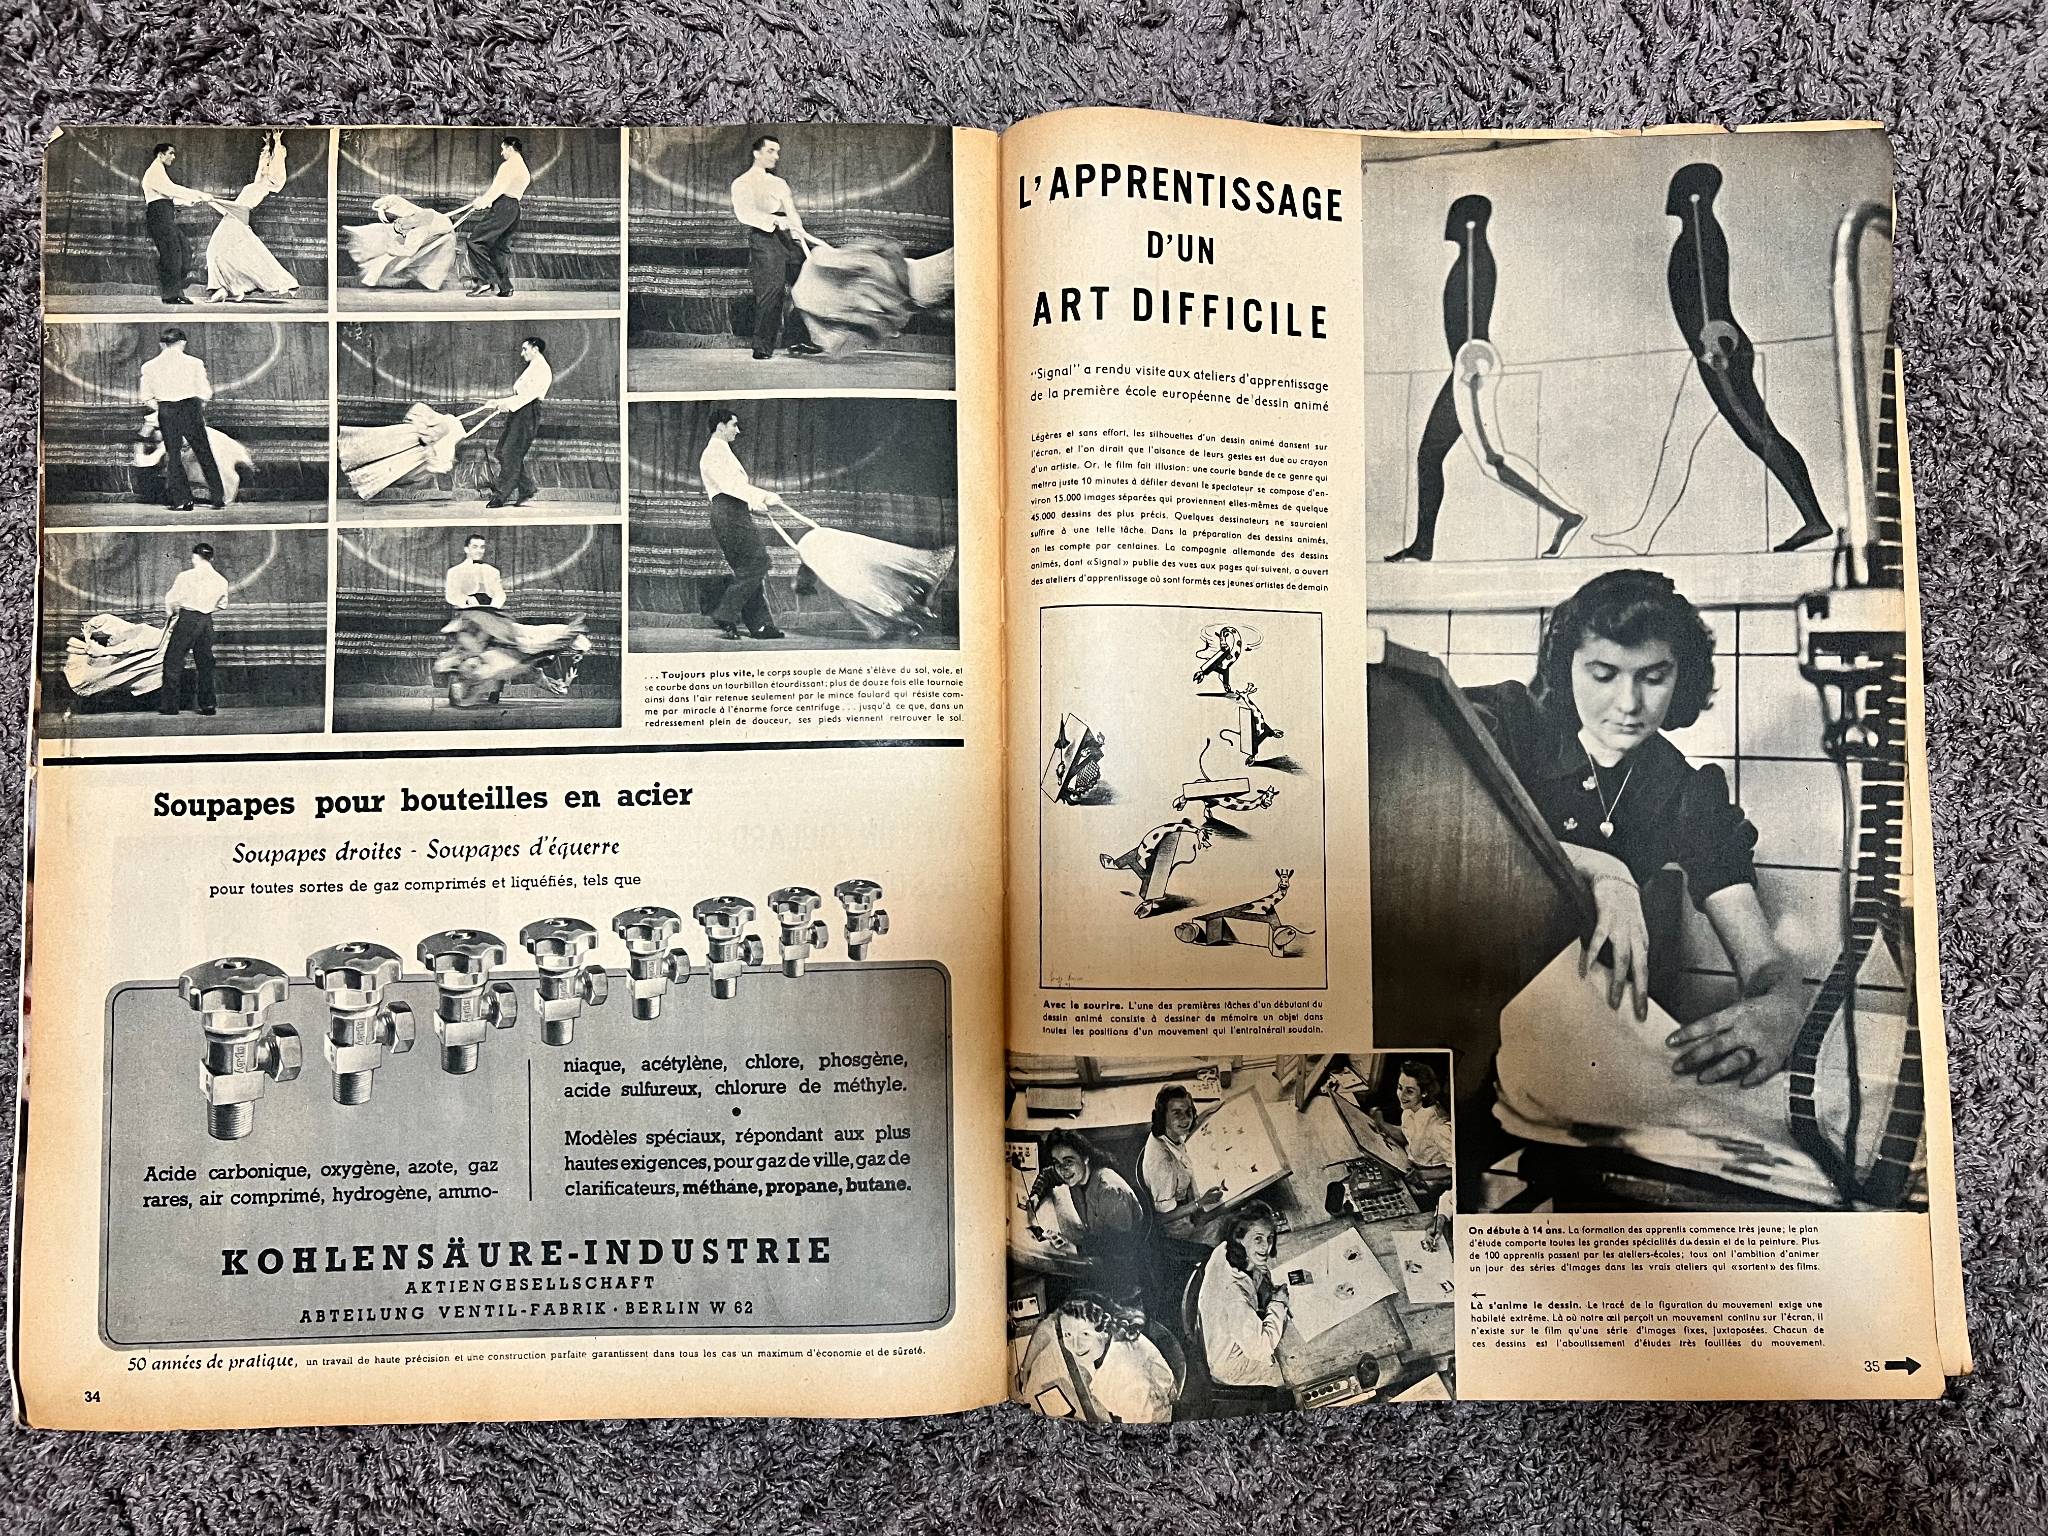 ...Toujours plus vite, le corps souple de Mané s'élève du sol, vole, et
se courbe dans un tourbillon étourdissant; plus de douze fois elle tournoie
ainsi dans l'air retenue seulement par le mince foulard qui résiste com-
me par miracle à l'énorme force centrifuge... jusqu'à ce que, dans un
redressement plein de douceur, ses pieds viennent retrouver le sol.
Soupapes pour bouteilles en acier
Soupapes droites - Soupapes d'équerre
pour toutes sortes de gaz comprimés et liquéfiés, tels que
Acide carbonique, oxygène, azote, gaz
rares, air comprimé, hydrogène, ammo-
niaque, acétylène, chlore, phosgène,
acide sulfureux, chlorure de méthyle.
•
Modèles spéciaux, répondant aux plus
hautes exigences, pour gaz de ville, gaz de
clarificateurs, méthane, propane, butane.
KOHLENSÄURE-INDUSTRIE
AKTIENGESELLSCHAFT
ABTEILUNG VENTIL-FABRIK · BERLIN W 62
50 années de pratique, un travail de haute précision et une construction parfaite garantissent dans tous les cas un maximum d'économie et de sûreté.
34
L'APPRENTISSAGE
D'UN
ART DIFFICILE
"Signal" a rendu visite aux ateliers d'apprentissage
de la première école européenne de dessin animé
Légères et sans effort, les silhouettes d'un dessin animé dansent sur
l'écran, et l'on dirait que l'aisance de leurs gestes est due au crayon
d'un artiste. Or, le film fait illusion: une courte bande de ce genre qui
mettra juste 10 minutes à défiler devant le spectateur se compose d'en-
viron 15.000 images séparées qui proviennent elles-mêmes de quelque
45.000 dessins des plus précis. Quelques dessinateurs ne sauraient
suffire à une telle tâche. Dans la préparation des dessins animés,
on les compte par centaines. La compagnie allemande des dessins
animés, dont «Signal» publie des vues aux pages qui suivent, a ouvert
des ateliers d'apprentissage où sont formés ces jeunes artistes de demain
Avec le sourire. L'une des premières tâches d'un débutant du
dessin animé consiste à dessiner de mémoire un objet dans
toutes les positions d'un mouvement qui l'entraînerait soudain.
On débute à 14 ans. La formation des apprentis commence très jeune; le plan
d'étude comporte toutes les grandes spécialités du dessin et de la peinture. Plus
de 100 apprentis passent par les ateliers-écoles; tous ont l'ambition d'animer
un jour des séries d'images dans les vrais ateliers qui «sortent» des films.
←
Là s'anime le dessin. Le tracé de la figuration du mouvement exige une
habileté extrême. Là où notre œil perçoit un mouvement continu sur l'écran, il
n'existe sur le film qu'une série d'images fixes, juxtaposées. Chacun de
ces dessins est l'aboutissement d'études très fouillées du mouvement.
35